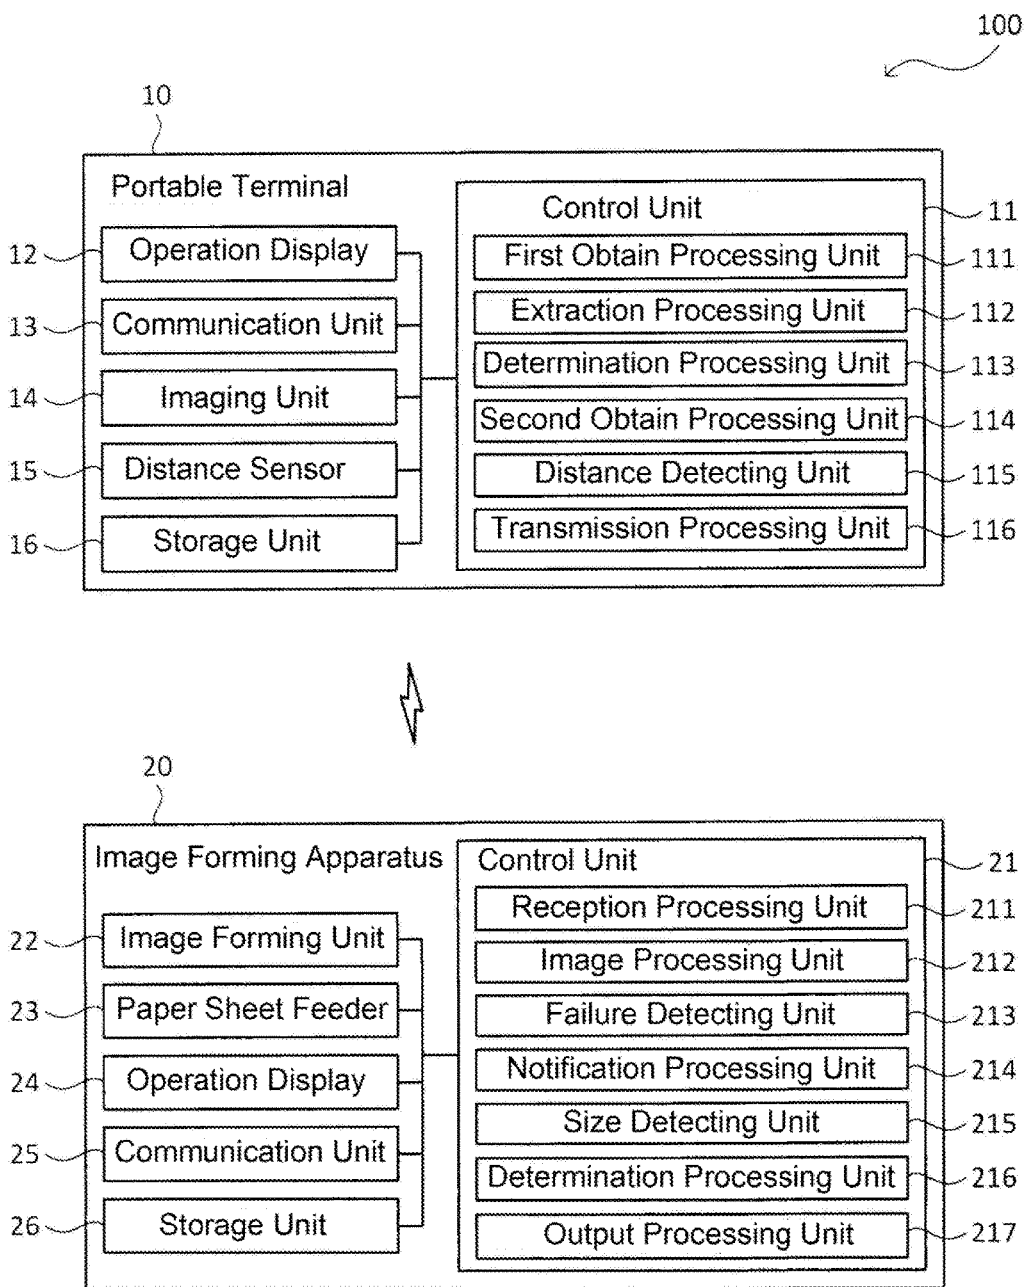 100
10
Portable Terminal
Control Unit
11
12
Operation Display
First Obtain Processing Unit
111
13
Communication Unit
Extraction Processing Unit
112
14
Imaging Unit
Determination Processing Unit
113
Second Obtain Processing Unit
114
15
Distance Sensor
Distance Detecting Unit
115
16
Storage Unit
Transmission Processing Unit
116
20
Image Forming Apparatus
Control Unit
21
22
Image Forming Unit
Reception Processing Unit
211
Image Processing Unit
212
23
Paper Sheet Feeder
Failure Detecting Unit
213
24
Operation Display
Notification Processing Unit
214
25
Communication Unit
Size Detecting Unit
215
Determination Processing Unit
216
26
Storage Unit
Output Processing Unit
217